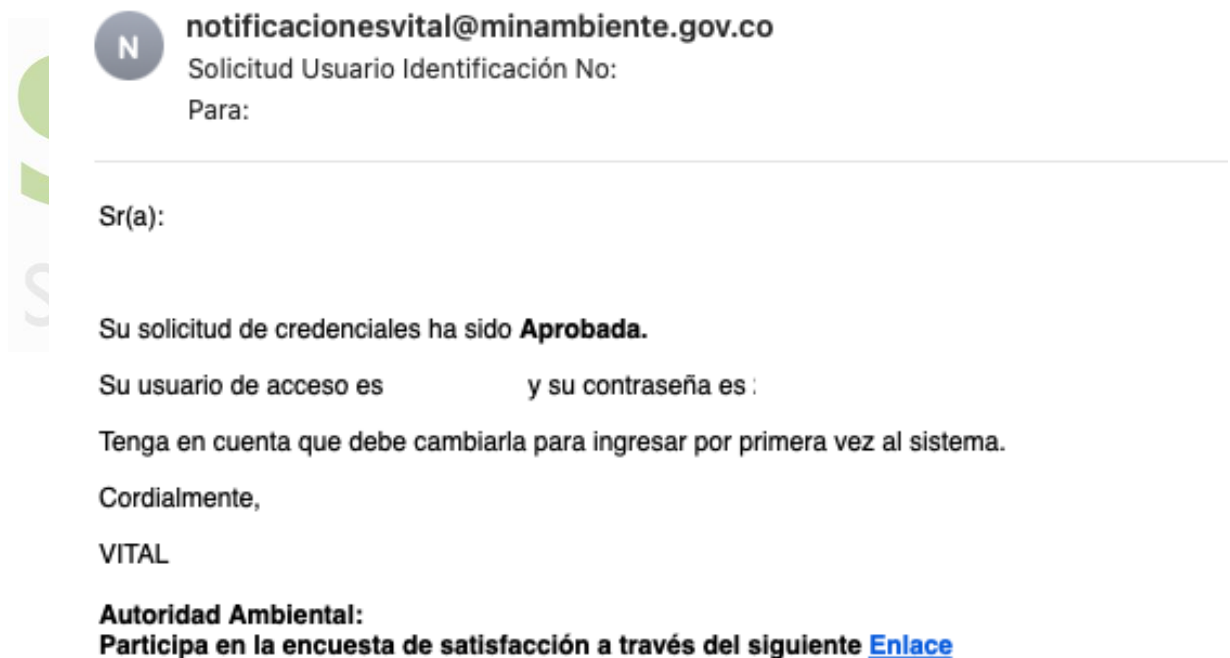 N
notificacionesvital@minambiente.gov.co
Solicitud Usuario Identificación No:
Para:
Sr(a):
Su solicitud de credenciales ha sido Aprobada.
Su usuario de acceso es y su contraseña es
Tenga en cuenta que debe cambiarla para ingresar por primera vez al sistema.
Cordialmente,
VITAL
Autoridad Ambiental:
Participa en la encuesta de satisfacción a través del siguiente Enlace